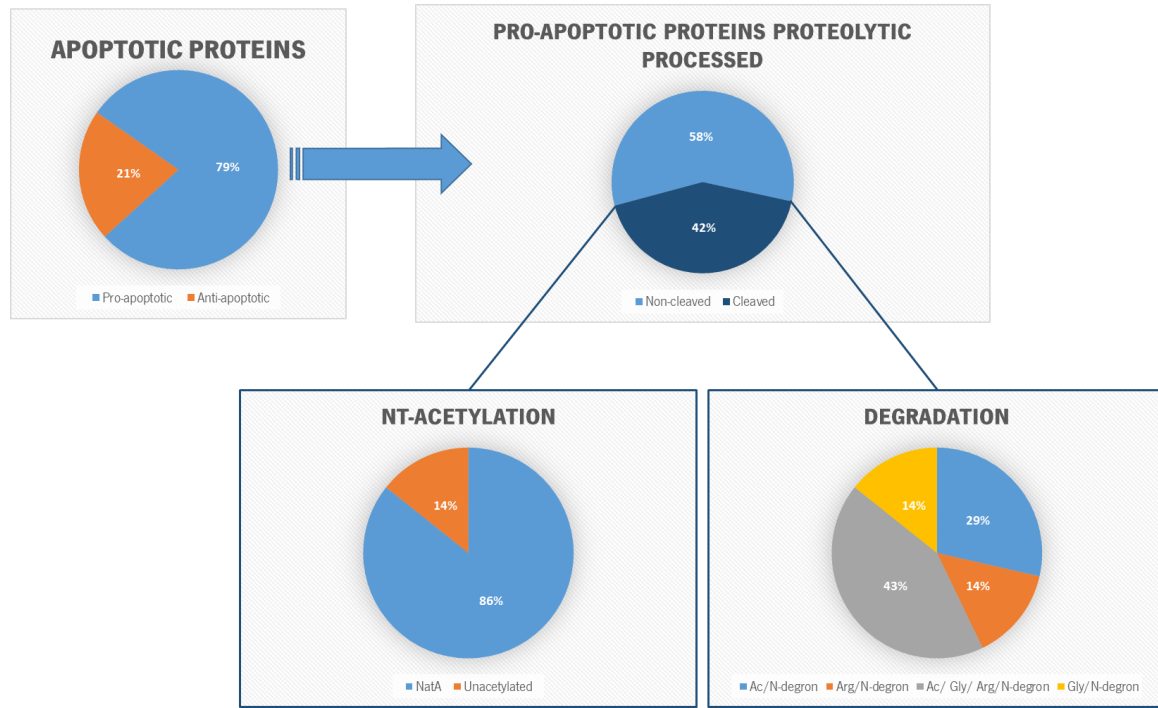 APOPTOTIC PROTEINS
79%
21%
Pro-apoptotic Anti-apoptotic
PRO-APOPTOTIC PROTEINS PROTEOLYTIC
PROCESSED
58%
42%
Non-cleaved Cleaved
NT-ACETYLATION
14%
86%
NatA Unacetylated
DEGRADATION
14%
29%
43%
14%
Ac/N-degron Arg/N-degron Ac/ Gly/ Arg/N-degron Gly/N-degron